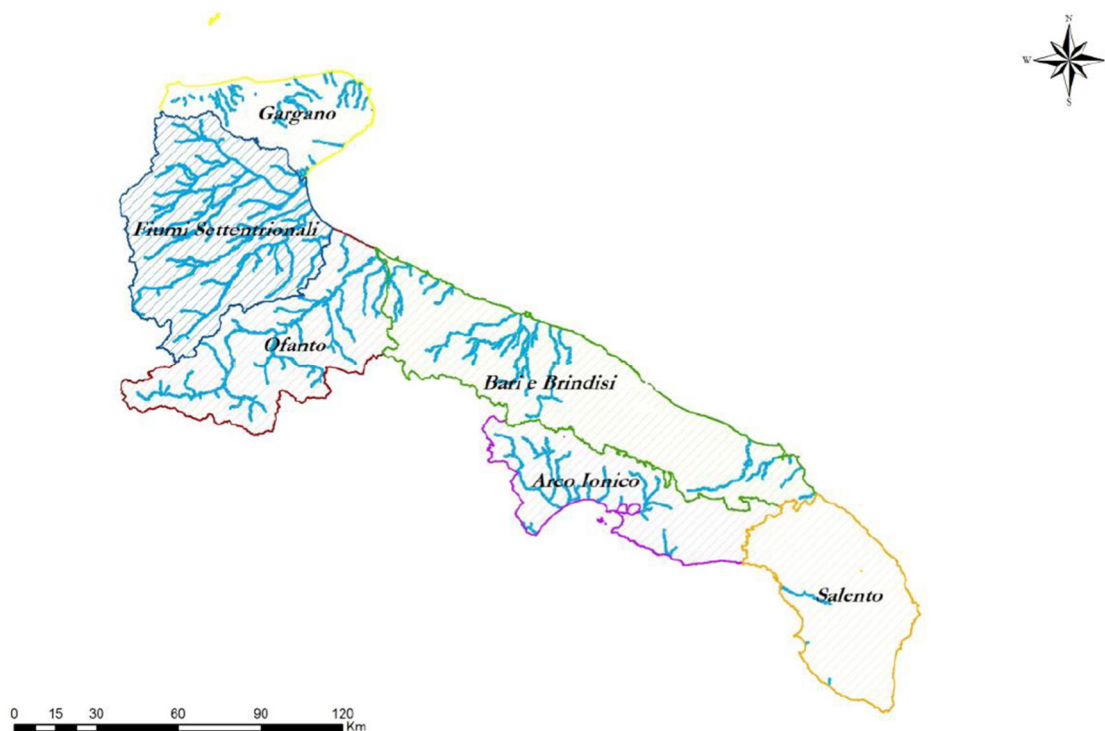 N
W
S
Gargano
Fiumi Settentrionali
Ofanto
Bari e Brindisi
Arco Ionico
Salento
0 15 30 60 90 120
Km